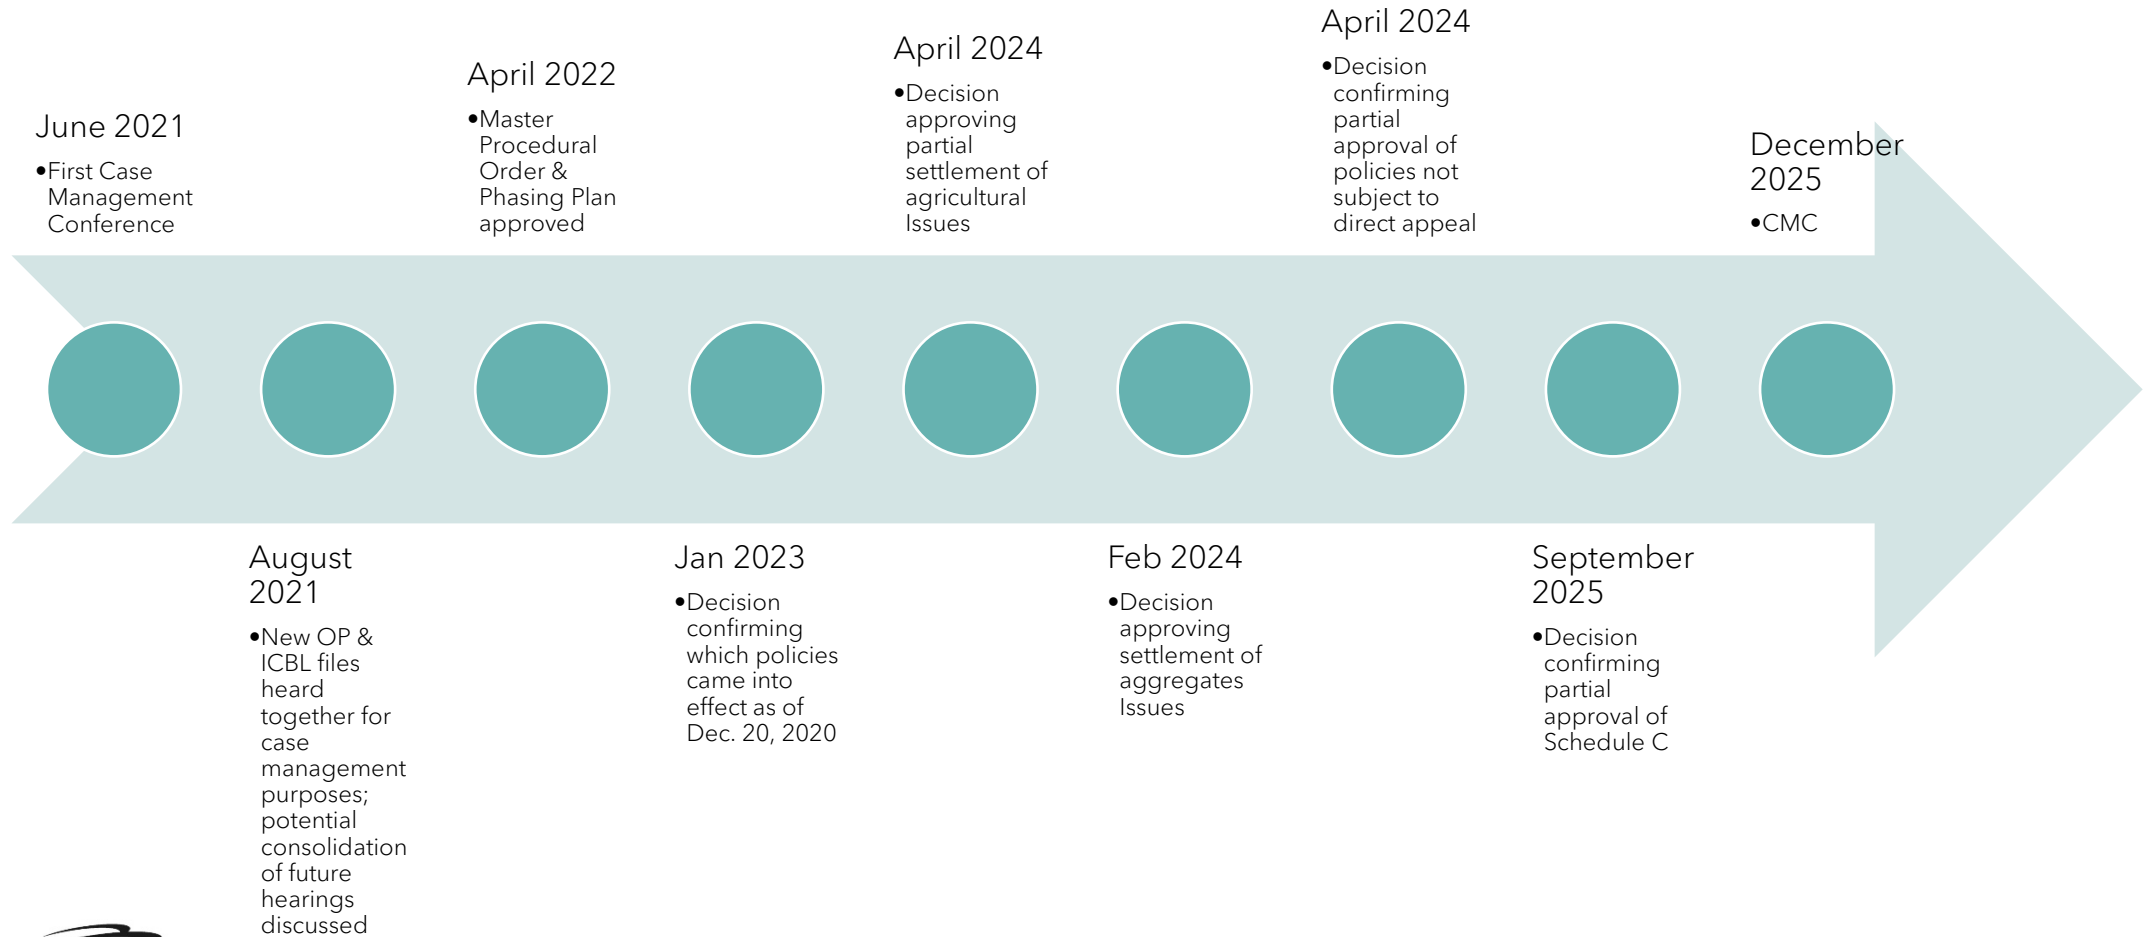 June 2021
•First Case
Management
Conference
August
2021
•New OP &
ICBL files
heard
together for
case
management
purposes;
potential
consolidation
of future
hearings
discussed
April 2022
•Master
Procedural
Order &
Phasing Plan
approved
Jan 2023
•Decision
confirming
which policies
came into
effect as of
Dec. 20, 2020
April 2024
•Decision
approving
partial
settlement of
agricultural
Issues
Feb 2024
•Decision
approving
settlement of
aggregates
Issues
April 2024
•Decision
confirming
partial
approval of
policies not
subject to
direct appeal
September
2025
•Decision
confirming
partial
approval of
Schedule C
December
2025
•CMC